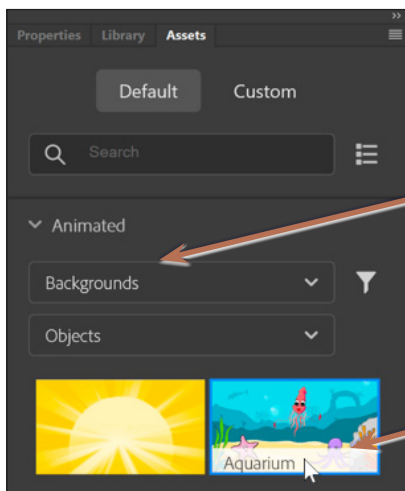 Properties Library Assets
Default Custom
Search
Animated
Backgrounds
Objects
Aquarium